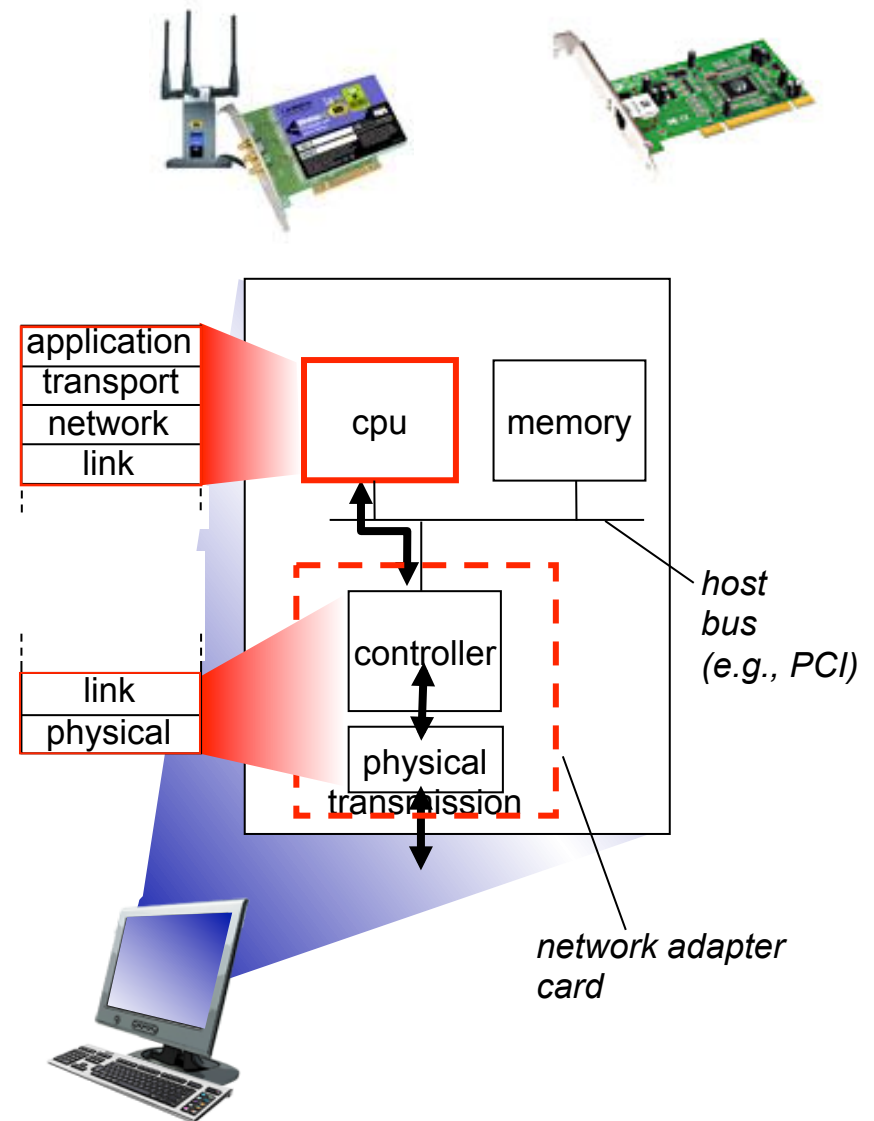 application
transport
network
link
cpu
memory
host
bus
(e.g., PCI)
controller
link
physical
physical
transmission
network adapter
card